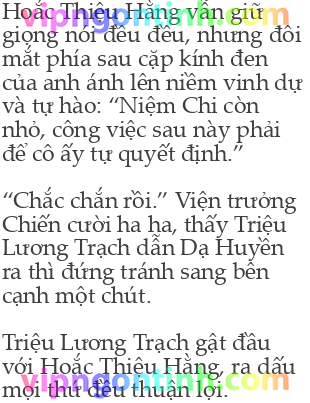 vipngontinh.com
Hoắc Thiệu Hằng vẫn giữ
giọng nói đều đều, nhưng đôi
mắt phía sau cặp kính đen
của anh ánh lên niềm vinh dự
và tự hào: “Niệm Chi còn
nhỏ, công việc sau này phải
để cô ấy tự quyết định.”
“Chắc chắn rồi.” Viện trưởng
Chiến cười ha ha, thấy Triệu
Lương Trạch dẫn Dạ Huyền
ra thì đứng tránh sang bên
cạnh một chút.
Triệu Lương Trạch gật đầu
với Hoắc Thiệu Hằng, ra dấu
mọi thứ đều thuận lợi.
vipngontinh.com